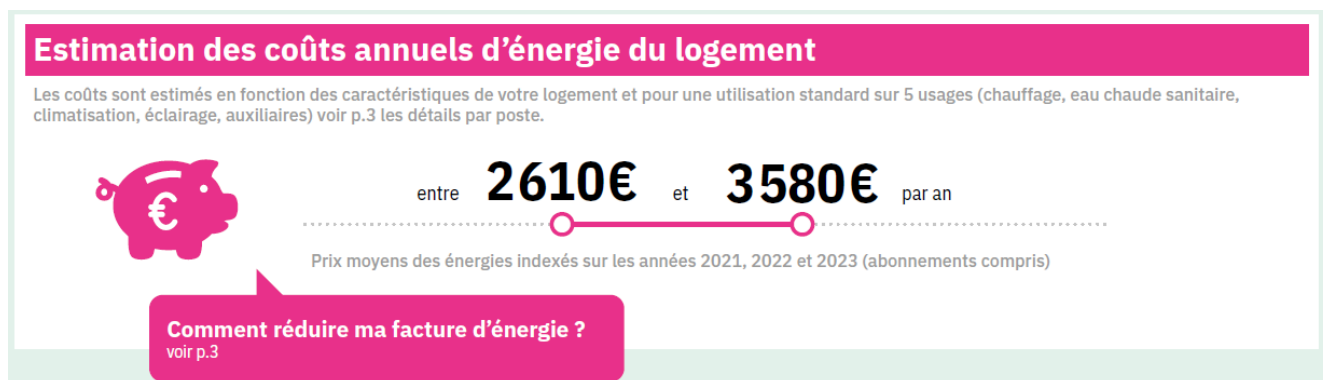 Estimation des coûts annuels d’énergie du logement
Les coûts sont estimés en fonction des caractéristiques de votre logement et pour une utilisation standard sur 5 usages (chauffage, eau chaude sanitaire,
climatisation, éclairage, auxiliaires) voir p.3 les détails par poste.
€
entre 2610€ et 3580€ par an
Prix moyens des énergies indexés sur les années 2021, 2022 et 2023 (abonnements compris)
Comment réduire ma facture d’énergie ?
voir p.3